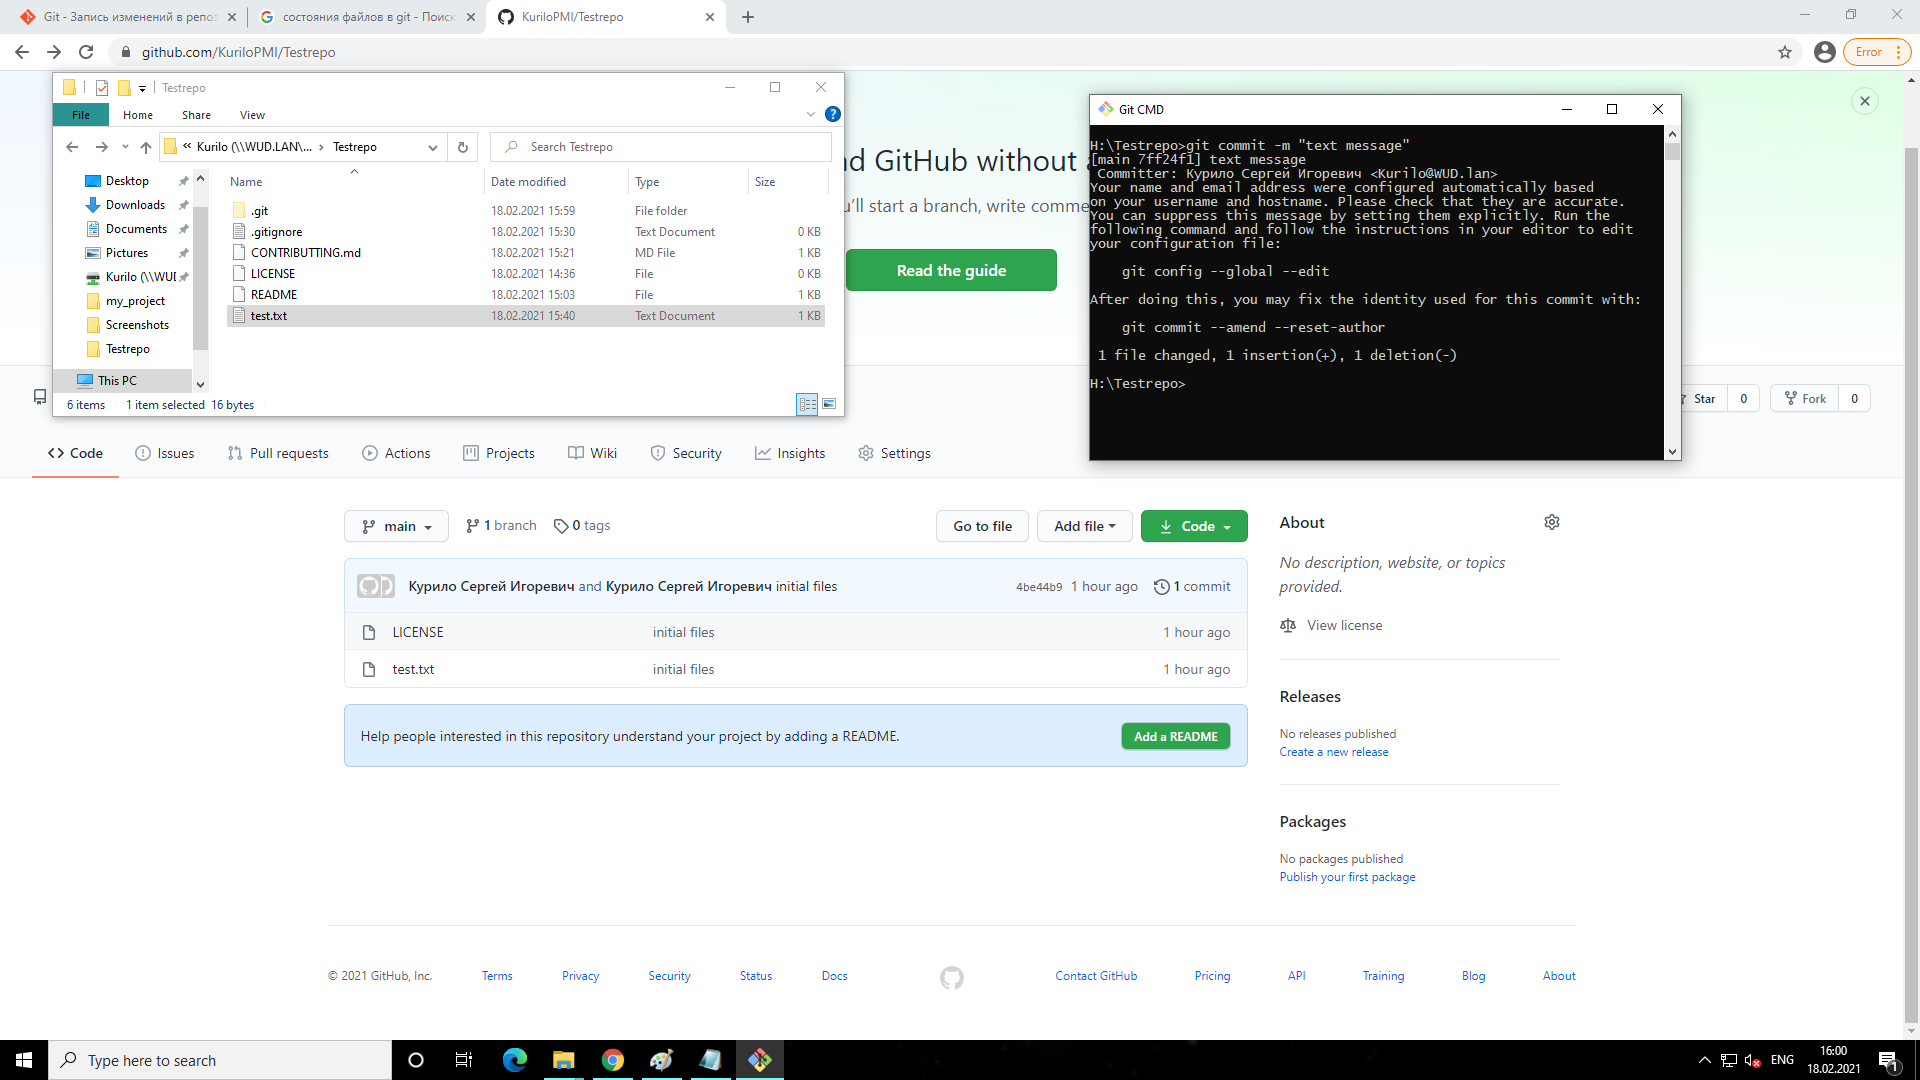 Git - Запись изменений в репоз
состояния файлов в git - Поиск
KuriloPMI/Testrepo
github.com/KuriloPMI/Testrepo
Error
Testrepo
File
Home
Share
View
Kurilo (\\WUD.LAN\... › Testrepo
Search Testrepo
Desktop
Downloads
Documents
Pictures
Kurilo (\\WUD
my_project
Screenshots
Testrepo
This PC
Name
Date modified
Type
Size
.git 18.02.2021 15:59 File folder
.gitignore 18.02.2021 15:30 Text Document 0 KB
CONTRIBUTTING.md 18.02.2021 15:21 MD File 1 KB
LICENSE 18.02.2021 14:36 File 0 KB
README 18.02.2021 15:03 File 1 KB
test.txt 18.02.2021 15:40 Text Document 1 KB
6 items 1 item selected 16 bytes
GitHub without
'll start a branch, write comme
Read the guide
Git CMD
H:\Testrepo>git commit -m "text message"
[main 7ff24f1] text message
Committer: Курило Сергей Игоревич <Kurilo@WUD.lan>
Your name and email address were configured automatically based
on your username and hostname. Please check that they are accurate.
You can suppress this message by setting them explicitly. Run the
following command and follow the instructions in your editor to edit
your configuration file:
git config --global --edit
After doing this, you may fix the identity used for this commit with:
git commit --amend --reset-author
1 file changed, 1 insertion(+), 1 deletion(-)
H:\Testrepo>
Star 0
Fork 0
Code
Issues
Pull requests
Actions
Projects
Wiki
Security
Insights
Settings
main
1 branch
0 tags
Go to file
Add file
Code
Курило Сергей Игоревич and Курило Сергей Игоревич initial files
4be44b9 1 hour ago
1 commit
LICENSE initial files 1 hour ago
test.txt initial files 1 hour ago
Help people interested in this repository understand your project by adding a README.
Add a README
About
No description, website, or topics
provided.
View license
Releases
No releases published
Create a new release
Packages
No packages published
Publish your first package
© 2021 GitHub, Inc.
Terms
Privacy
Security
Status
Docs
Contact GitHub
Pricing
API
Training
Blog
About
Type here to search
ENG
16:00
18.02.2021
1